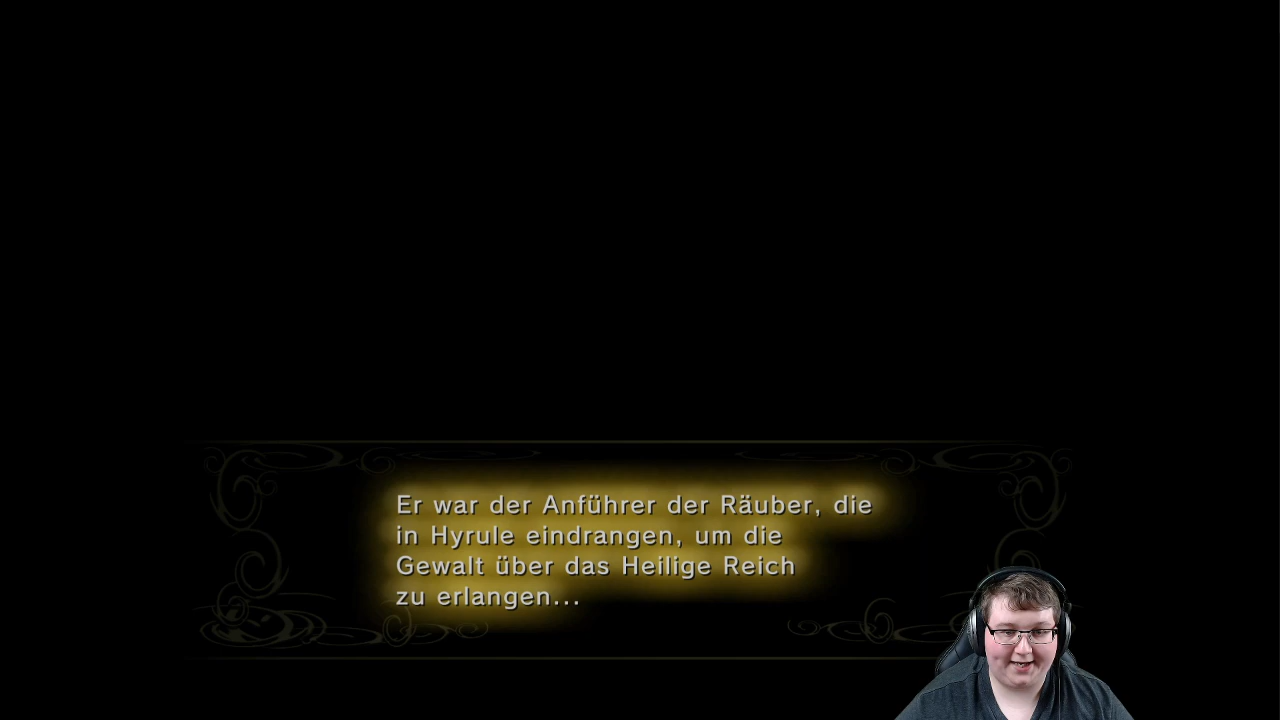 Er war der Anführer der Räuber, die
in Hyrule eindrangen, um die
Gewalt über das Heilige Reich
zu erlangen...